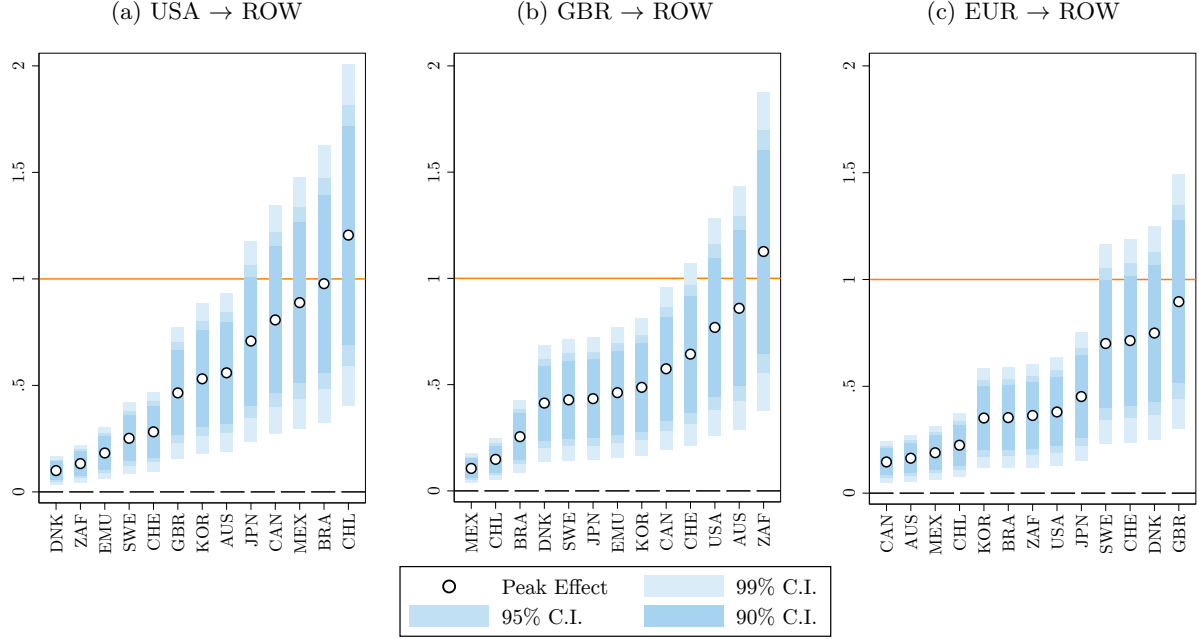 (a) USA → ROW
(b) GBR → ROW
(c) EUR → ROW
2
1.5
1
.5
0
DNK ZAF EMU SWE CHE GBR KOR AUS JPN CAN MEX BRA CHL
2
1.5
1
.5
0
MEX CHL BRA DNK SWE JPN EMU KOR CAN CHE USA AUS ZAF
2
1.5
1
.5
0
CAN AUS MEX CHL KOR BRA ZAF USA JPN SWE CHE DNK GBR
Peak Effect 99% C.I.
95% C.I. 90% C.I.